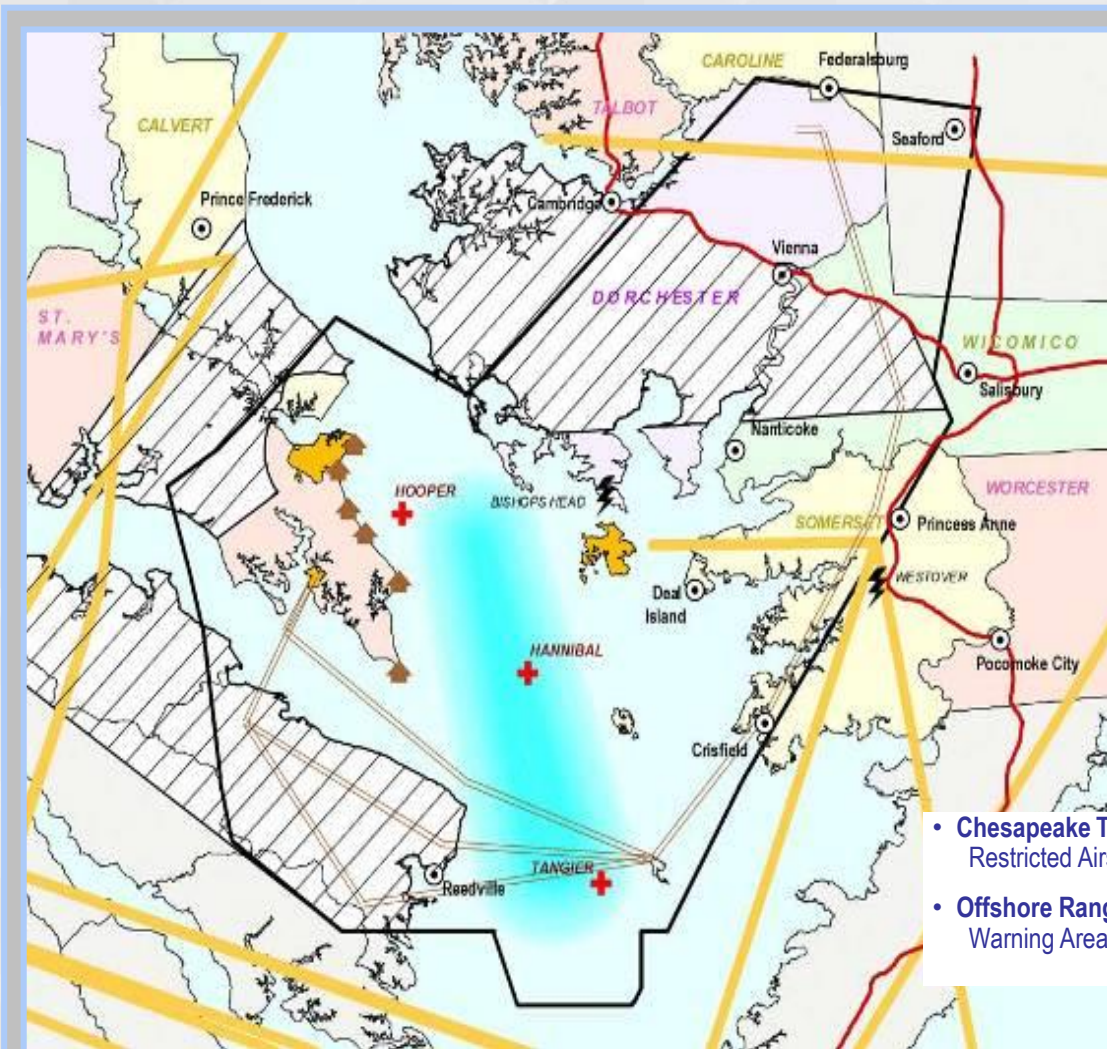 CAROLINE
Federalsburg
TALBOT
CALVERT
Seaford
Prince Frederick
Cambridge
Vienna
DORCHESTER
ST.
MARY'S
WICOMICO
Salisbury
Nanticoke
HOOPER
BISHOPS HEAD
WORCESTER
SOMERSET
Princess Anne
WESTOVER
Deal
Island
HANNIBAL
Pocomoke City
Crisfield
TANGIER
Reedville
• Chesapeake T
Restricted Air
• Offshore Rang
Warning Area